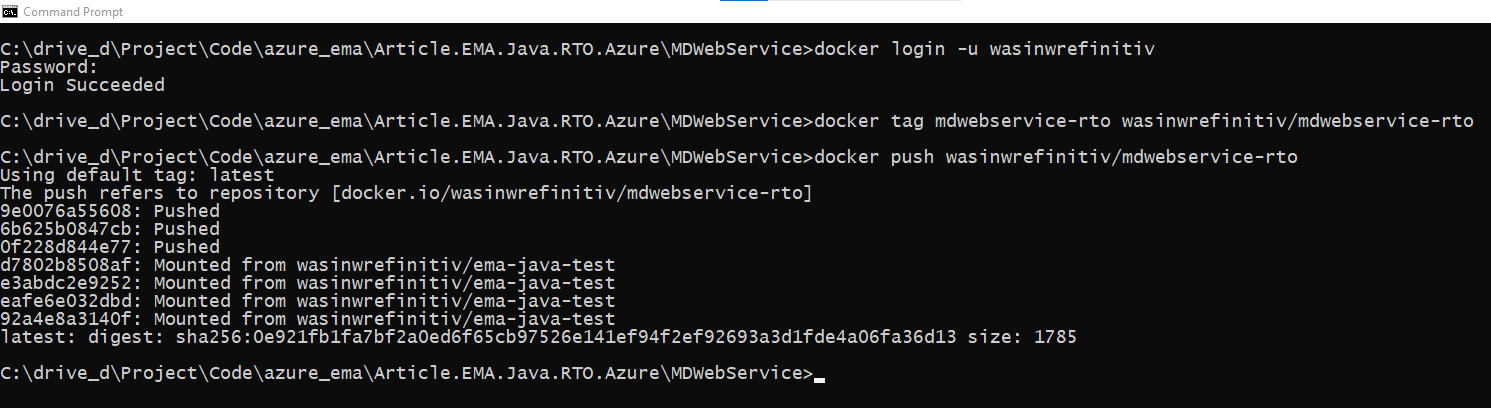 Command Prompt
C:\drive_d\Project\Code\azure_ema\Article.EMA.Java.RTO.Azure\MDWebService>docker login -u wasinwrefinitiv
Password:
Login Succeeded
C:\drive_d\Project\Code\azure_ema\Article.EMA.Java.RTO.Azure\MDWebService>docker tag mdwebservice-rto wasinwrefinitiv/mdwebservice-rto
C:\drive_d\Project\Code\azure_ema\Article.EMA.Java.RTO.Azure\MDWebService>docker push wasinwrefinitiv/mdwebservice-rto
Using default tag: latest
The push refers to repository [docker.io/wasinwrefinitiv/mdwebservice-rto]
9e0076a55608: Pushed
6b625b0847cb: Pushed
0f228d844e77: Pushed
d7802b8508af: Mounted from wasinwrefinitiv/ema-java-test
e3abdc2e9252: Mounted from wasinwrefinitiv/ema-java-test
eafe6e032dbd: Mounted from wasinwrefinitiv/ema-java-test
92a4e8a3140f: Mounted from wasinwrefinitiv/ema-java-test
latest: digest: sha256:0e921fb1fa7bf2a0ed6f65cb97526e141ef94f2ef92693a3d1fde4a06fa36d13 size: 1785
C:\drive_d\Project\Code\azure_ema\Article.EMA.Java.RTO.Azure\MDWebService>